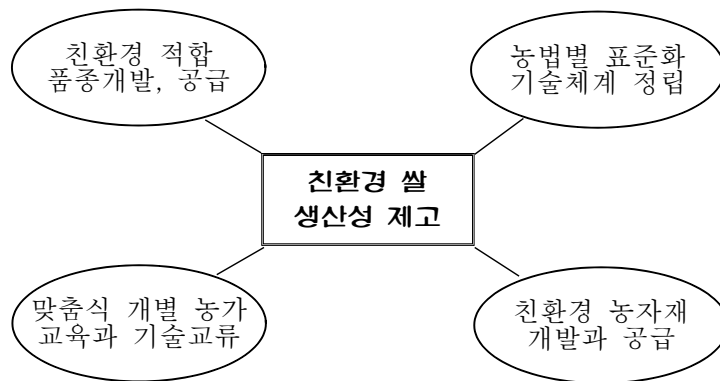 친환경 적합
품종개발, 공급
농법별 표준화
기술체계 정립
친환경 쌀
생산성 제고
맞춤식 개별 농가
교육과 기술교류
친환경 농자재
개발과 공급